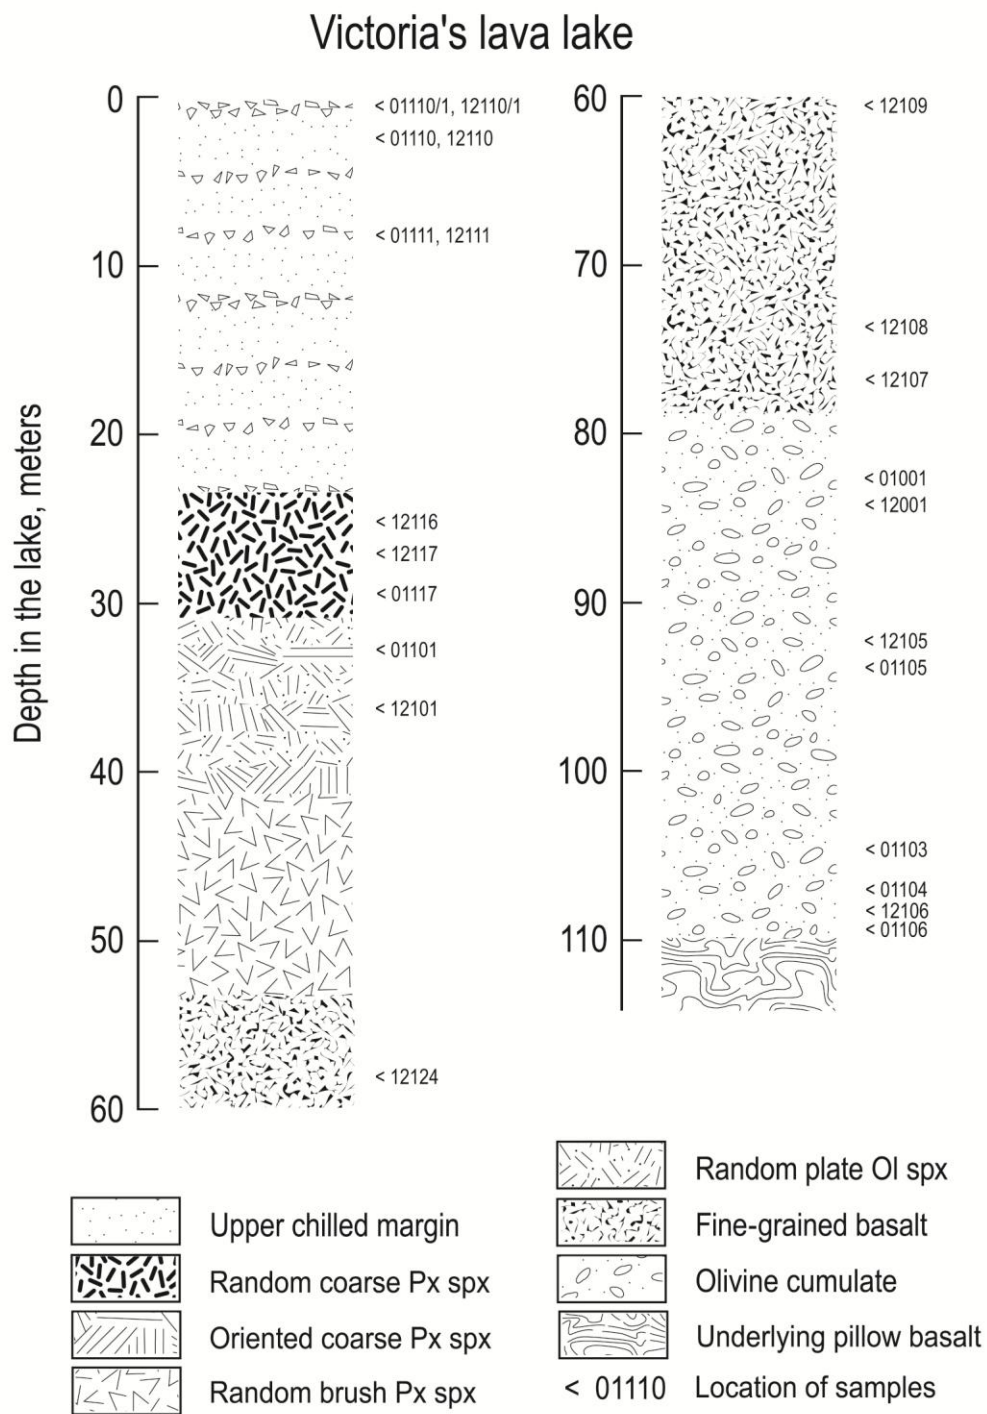 Victoria's lava lake
Depth in the lake, meters
0
10
20
30
40
50
60
< 01110/1, 12110/1
< 01110, 12110
< 01111, 12111
< 12116
< 12117
< 01117
< 01101
< 12101
< 12124
60
70
80
90
100
110
< 12109
< 12108
< 12107
< 01001
< 12001
< 12105
< 01105
< 01103
< 01104
< 12106
< 01106
Upper chilled margin
Random coarse Px spx
Oriented coarse Px spx
Random brush Px spx
Random plate Ol spx
Fine-grained basalt
Olivine cumulate
Underlying pillow basalt
< 01110 Location of samples